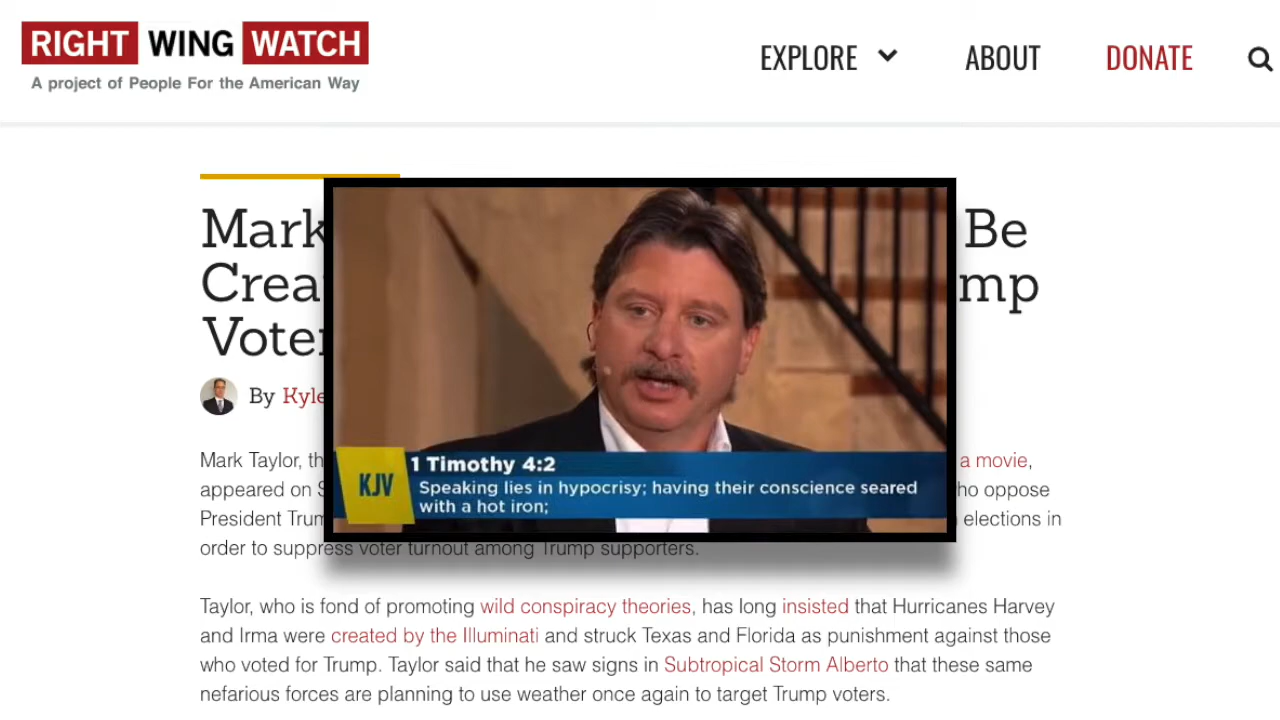 RIGHT WING WATCH
A project of People For the American Way
EXPLORE
ABOUT
DONATE
Mark Be
Crea mp
Voter
By Kyle
Mark Taylor, th a movie,
appeared on S ho oppose
President Trum elections in
order to suppress voter turnout among Trump supporters.
KJV
1 Timothy 4:2
Speaking lies in hypocrisy; having their conscience seared
with a hot iron;
Taylor, who is fond of promoting wild conspiracy theories, has long insisted that Hurricanes Harvey
and Irma were created by the Illuminati and struck Texas and Florida as punishment against those
who voted for Trump. Taylor said that he saw signs in Subtropical Storm Alberto that these same
nefarious forces are planning to use weather once again to target Trump voters.